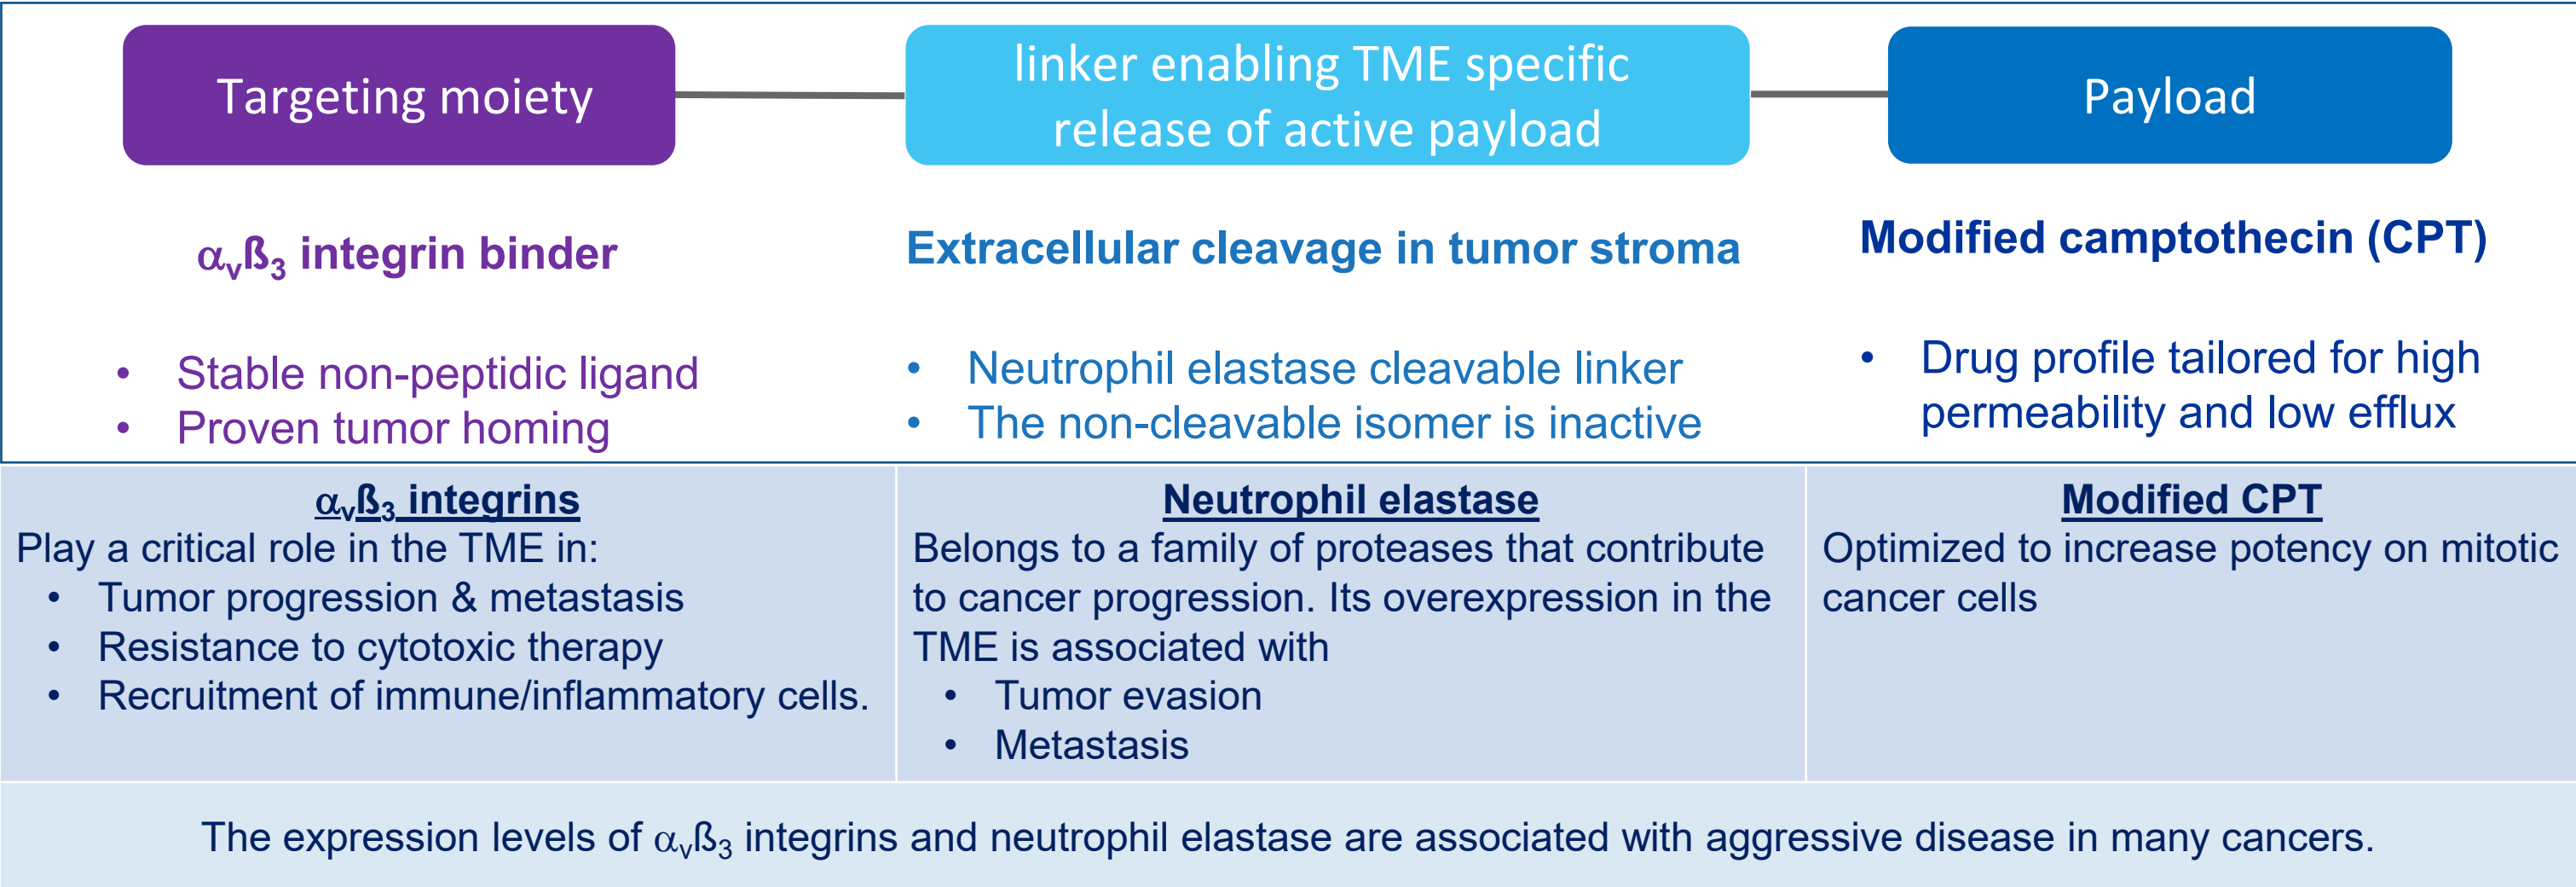 Targeting moiety
linker enabling TME specific
release of active payload
Payload
αvß3 integrin binder
• Stable non-peptidic ligand
• Proven tumor homing
Extracellular cleavage in tumor stroma
• Neutrophil elastase cleavable linker
• The non-cleavable isomer is inactive
Modified camptothecin (CPT)
• Drug profile tailored for high
permeability and low efflux
αvß3 integrins
Play a critical role in the TME in:
• Tumor progression & metastasis
• Resistance to cytotoxic therapy
• Recruitment of immune/inflammatory cells.
Neutrophil elastase
Belongs to a family of proteases that contribute
to cancer progression. Its overexpression in the
TME is associated with
• Tumor evasion
• Metastasis
Modified CPT
Optimized to increase potency on mitotic
cancer cells
The expression levels of αvß3 integrins and neutrophil elastase are associated with aggressive disease in many cancers.